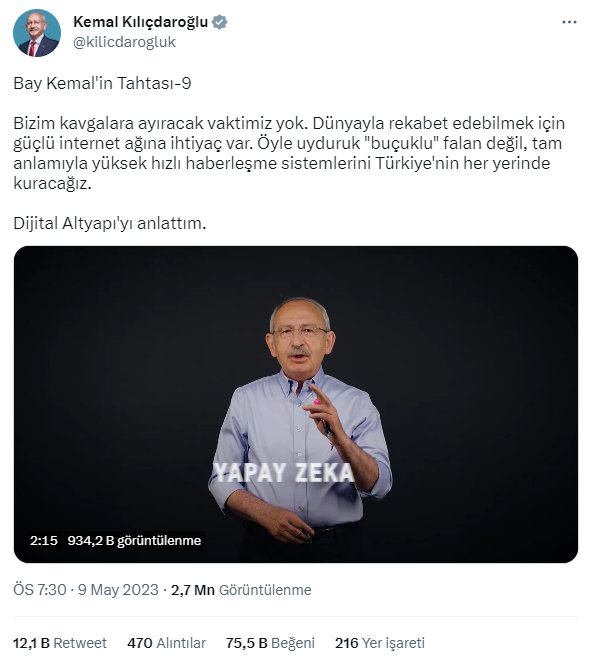 Kemal Kılıçdaroğlu
@kilicdarogluk
Bay Kemal'in Tahtası-9
Bizim kavgalara ayıracak vaktimiz yok. Dünyayla rekabet edebilmek için
güçlü internet ağına ihtiyaç var. Öyle uyduruk "buçuklu" falan değil, tam
anlamıyla yüksek hızlı haberleşme sistemlerini Türkiye'nin her yerinde
kuracağız.
Dijital Altyapı'yı anlattım.
YAPAY ZEKA
2:15 934,2 B görüntülenme
ÖS 7:30 · 9 May 2023 · 2,7 Mn Görüntülenme
12,1 B Retweet 470 Alıntılar 75,5 B Beğeni 216 Yer işareti